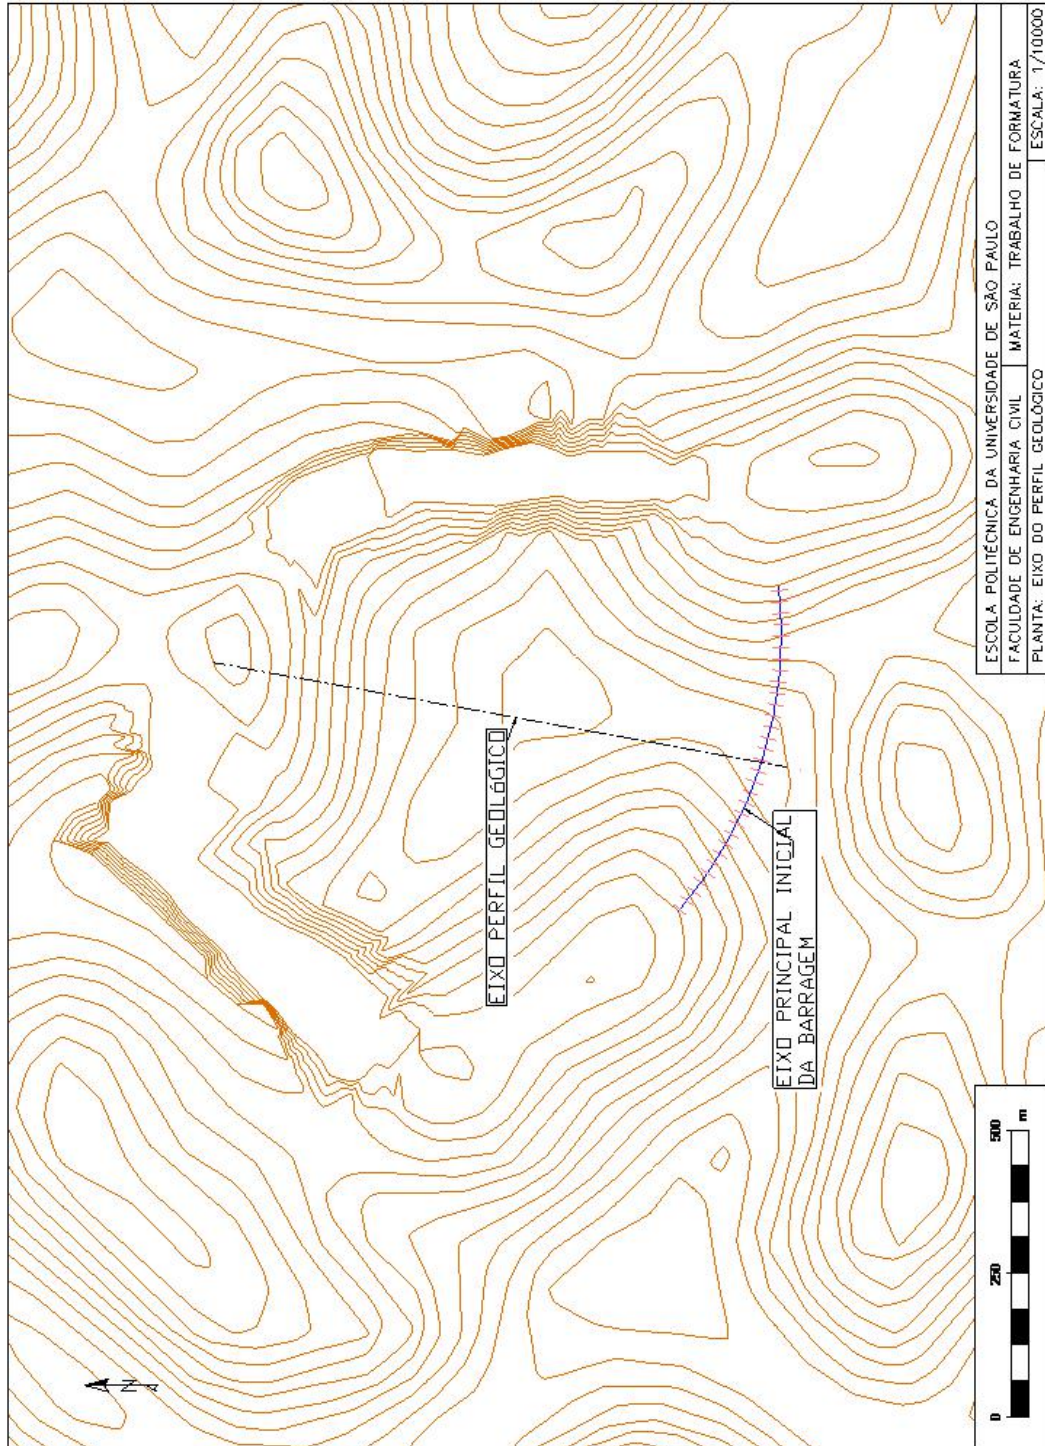 N
EIXO PERFIL GEOLÓGICO
EIXO PRINCIPAL INICIAL
DA BARRAGEM
0 250 500 m
ESCOLA POLITÉCNICA DA UNIVERSIDADE DE SÃO PAULO
FACULDADE DE ENGENHARIA CIVIL MATERIA: TRABALHO DE FORMATURA
PLANTA: EIXO DO PERFIL GEOLÓGICO ESCALA: 1/10000